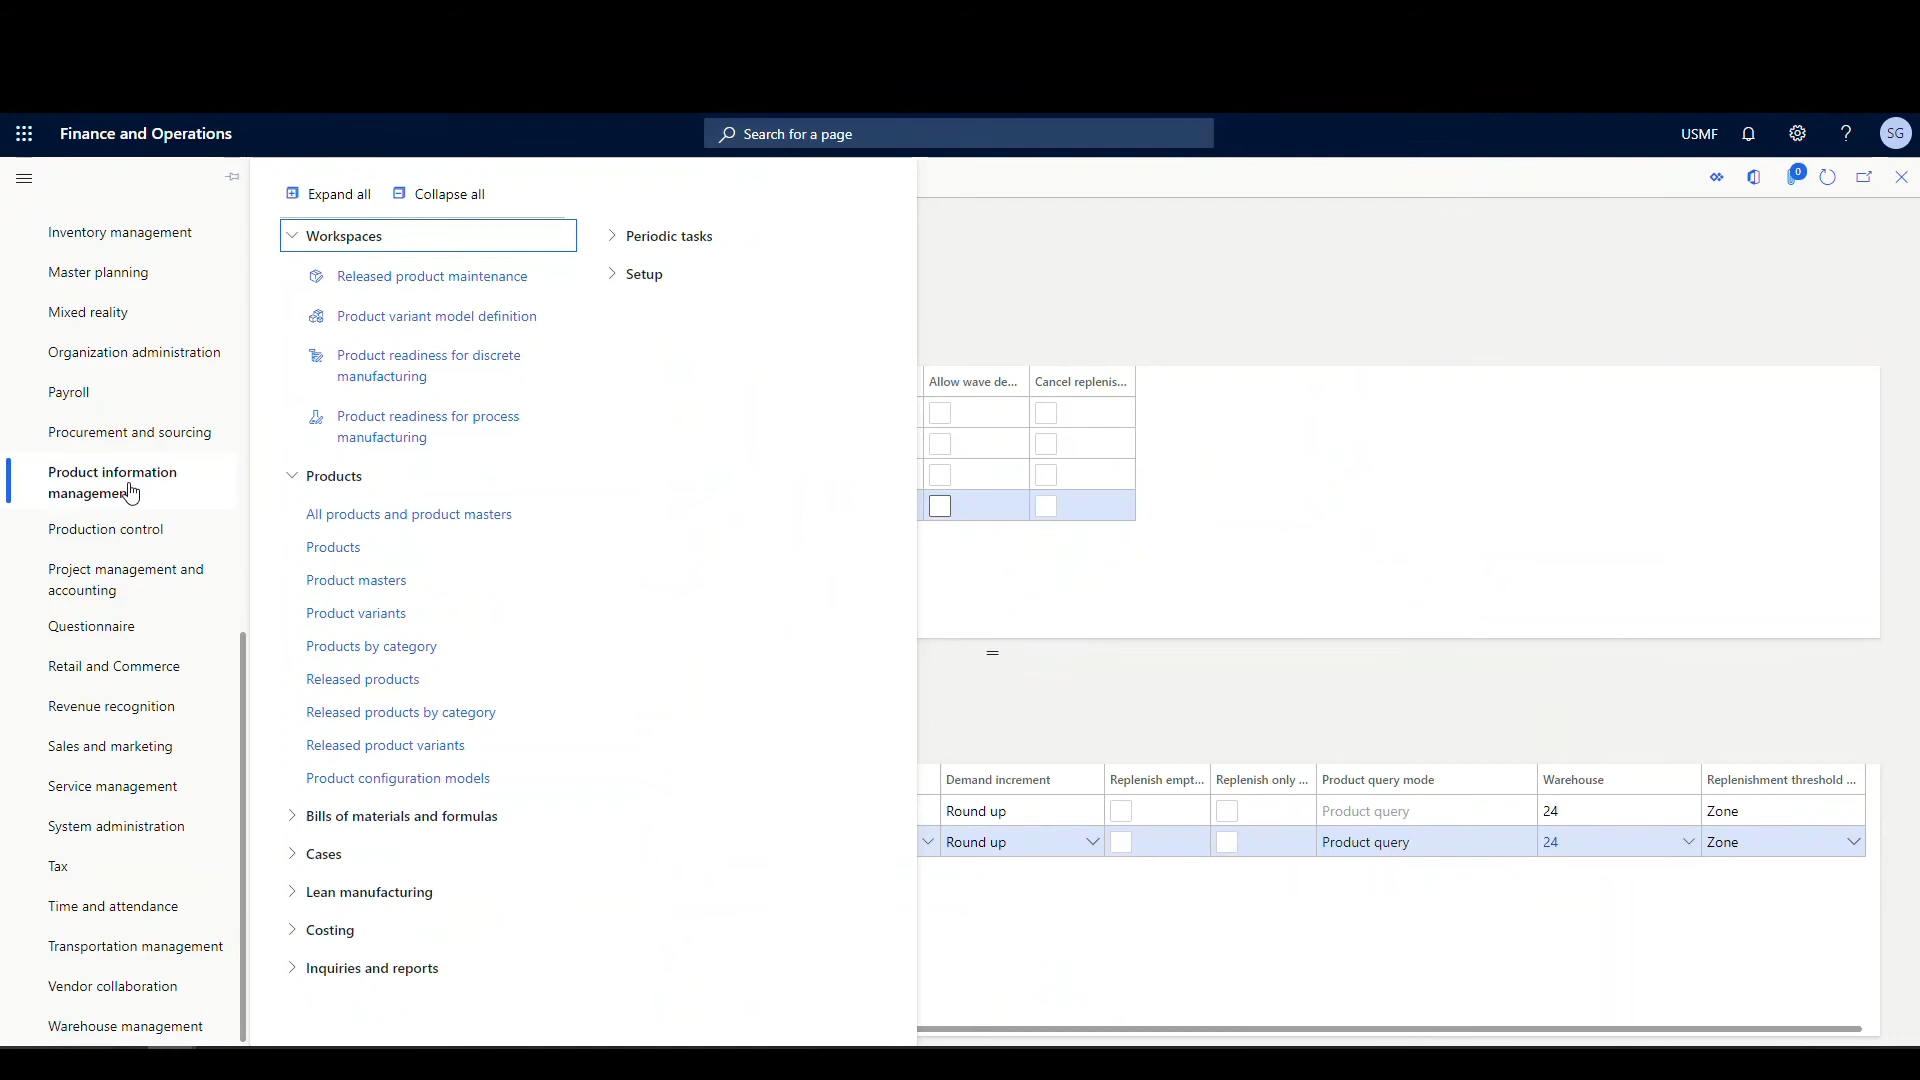 Finance and Operations
Search for a page
USMF
SG
0
Inventory management
Master planning
Mixed reality
Organization administration
Payroll
Procurement and sourcing
Product information
management
Production control
Project management and
accounting
Questionnaire
Retail and Commerce
Revenue recognition
Sales and marketing
Service management
System administration
Tax
Time and attendance
Transportation management
Vendor collaboration
Warehouse management
Expand all
Collapse all
Workspaces
Released product maintenance
Product variant model definition
Product readiness for discrete
manufacturing
Product readiness for process
manufacturing
Products
All products and product masters
Products
Product masters
Product variants
Products by category
Released products
Released products by category
Released product variants
Product configuration models
Bills of materials and formulas
Cases
Lean manufacturing
Costing
Inquiries and reports
Periodic tasks
Setup
Allow wave de... Cancel replenis...
Demand increment Replenish empt... Replenish only ... Product query mode Warehouse Replenishment threshold ...
Round up Product query 24 Zone
Round up Product query 24 Zone